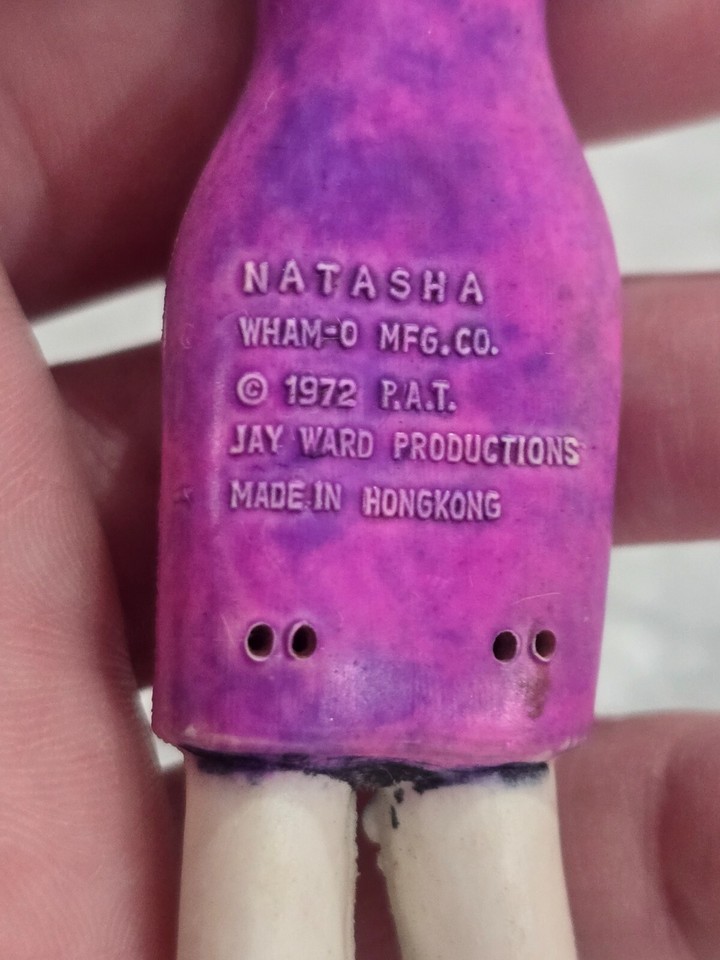 NATASHA
WHAM-O MFG.CO.
© 1972 P.A.T.
JAY WARD PRODUCTIONS
MADE IN HONGKONG